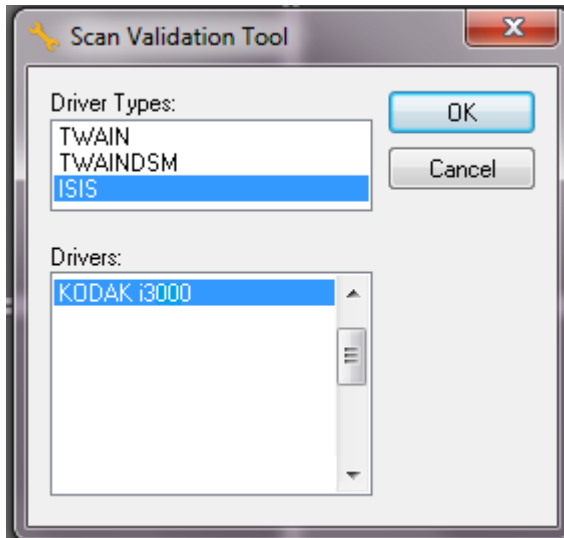 Scan Validation Tool
Driver Types:
TWAIN
TWAINDSM
ISIS
OK
Cancel
Drivers:
KODAK i3000